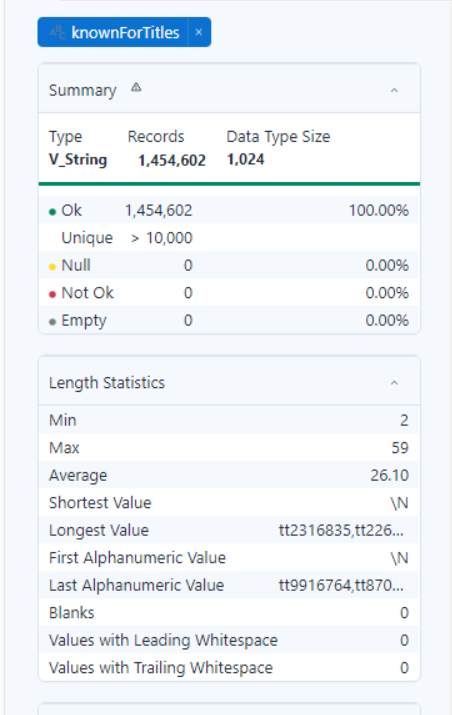 ABC knownForTitles ×
Summary
Type Records Data Type Size
V_String 1,454,602 1,024
Ok 1,454,602 100.00%
Unique > 10,000
Null 0 0.00%
Not Ok 0 0.00%
Empty 0 0.00%
Length Statistics
Min 2
Max 59
Average 26.10
Shortest Value \N
Longest Value tt2316835,tt226...
First Alphanumeric Value \N
Last Alphanumeric Value tt9916764,tt870...
Blanks 0
Values with Leading Whitespace 0
Values with Trailing Whitespace 0